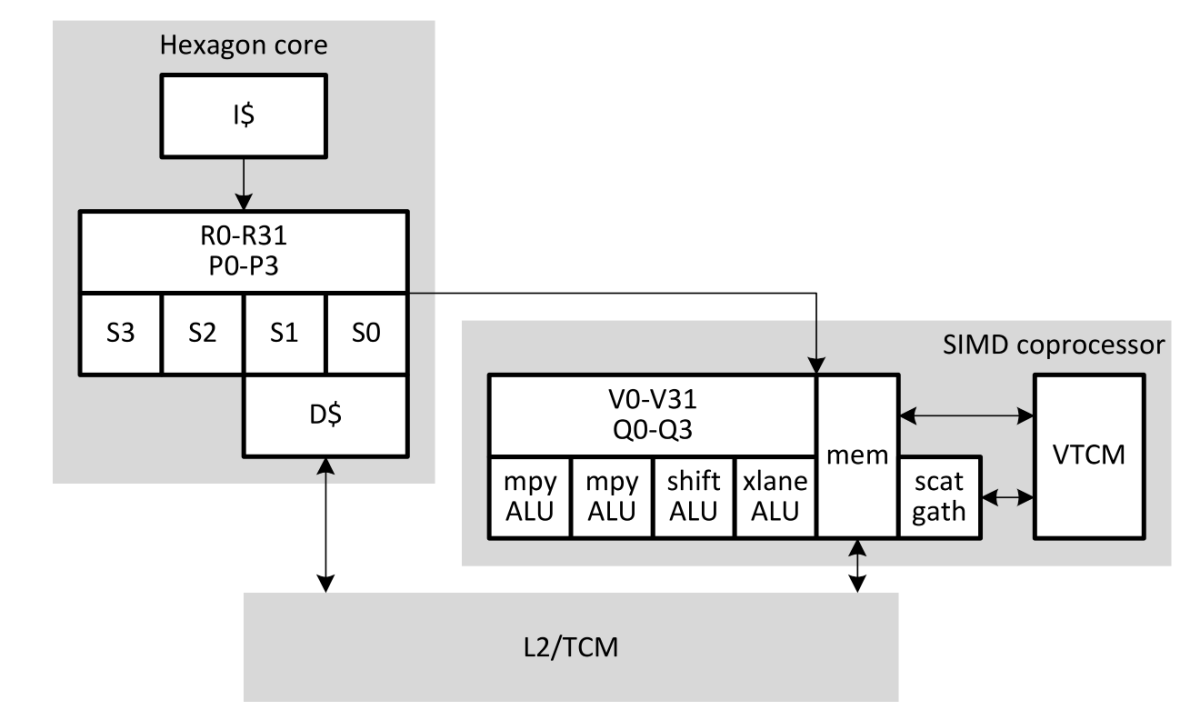 Hexagon core
I$
R0-R31
P0-P3
S3 S2 S1 S0
D$
SIMD coprocessor
V0-V31
Q0-Q3
mpy ALU
mpy ALU
shift ALU
xlane ALU
mem
scat
gath
VTCM
L2/TCM